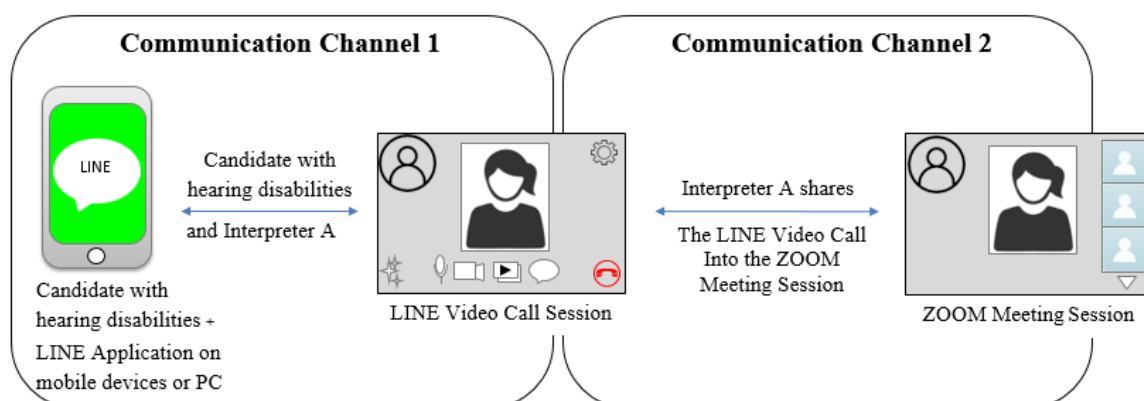 Communication Channel 1
Communication Channel 2
LINE
Candidate with
hearing disabilities
and Interpreter A
Candidate with
hearing disabilities +
LINE Application on
mobile devices or PC
LINE Video Call Session
Interpreter A shares
The LINE Video Call
Into the ZOOM
Meeting Session
ZOOM Meeting Session